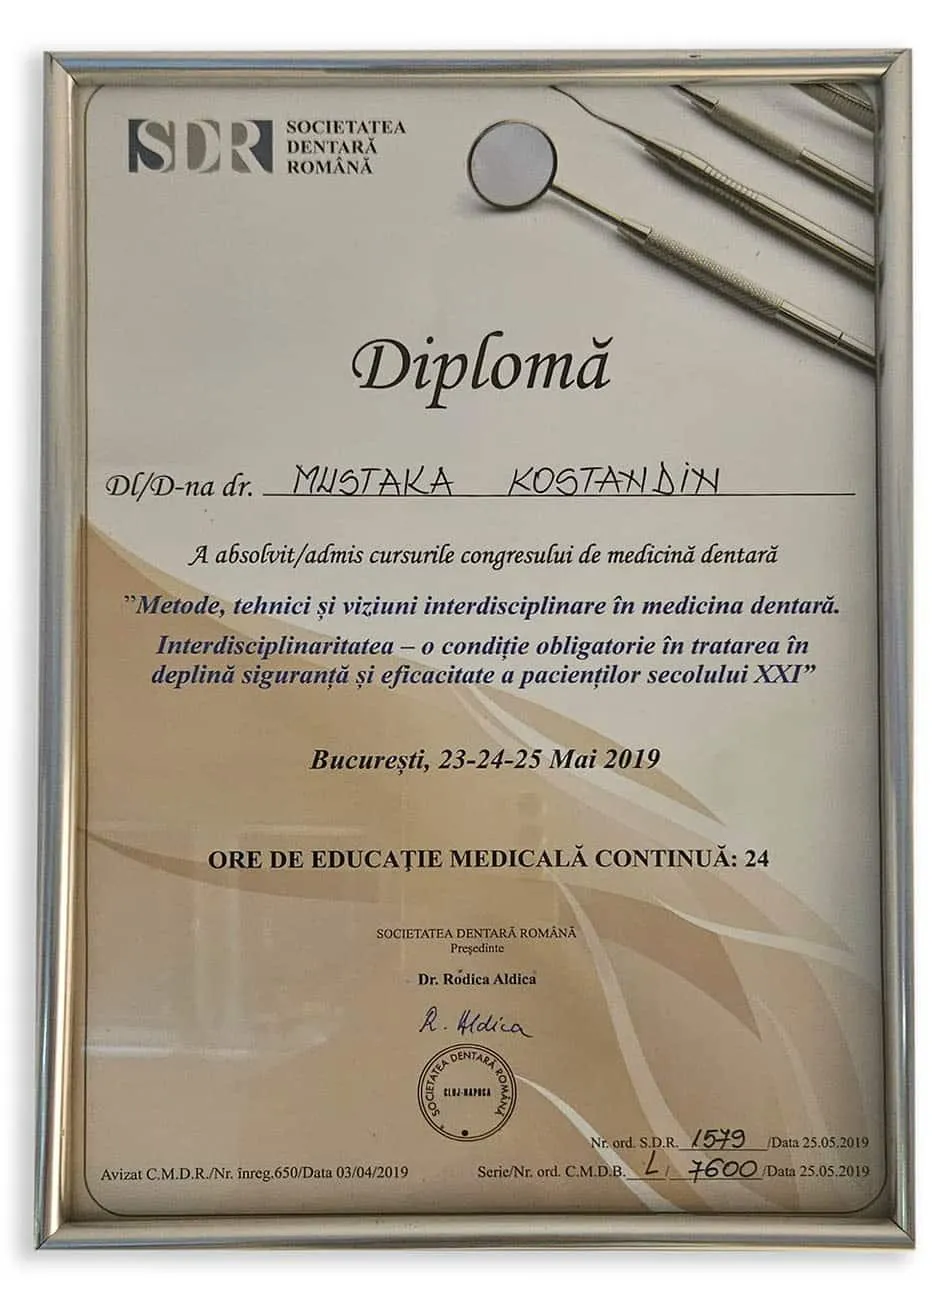 SDR SOCIETATEA
DENTARĂ
ROMÂNĂ
Diplomă
Dl/D-na dr. MUSTAKA KOSTANDIN
A absolvit/admis cursurile congresului de medicină dentară
"Metode, tehnici și viziuni interdisciplinare în medicina dentară.
Interdisciplinaritatea – o condiție obligatorie în tratarea în
deplină siguranță și eficacitate a pacienților secolului XXI"
București, 23-24-25 Mai 2019
ORE DE EDUCAŢIE MEDICALĂ CONTINUĂ: 24
SOCIETATEA DENTARĂ ROMÂNĂ
Președinte
Dr. Rodica Aldica
R. Aldica
SOCIETATEA DENTARĂ ROMÂNĂ
CLUJ-NAPOCA
Nr. ord. S.D.R. 1579 /Data 25.05.2019
Avizat C.M.D.R./Nr. înreg.650/Data 03/04/2019
Serie/Nr. ord. C.M.D.B. L / 7600 /Data 25.05.2019